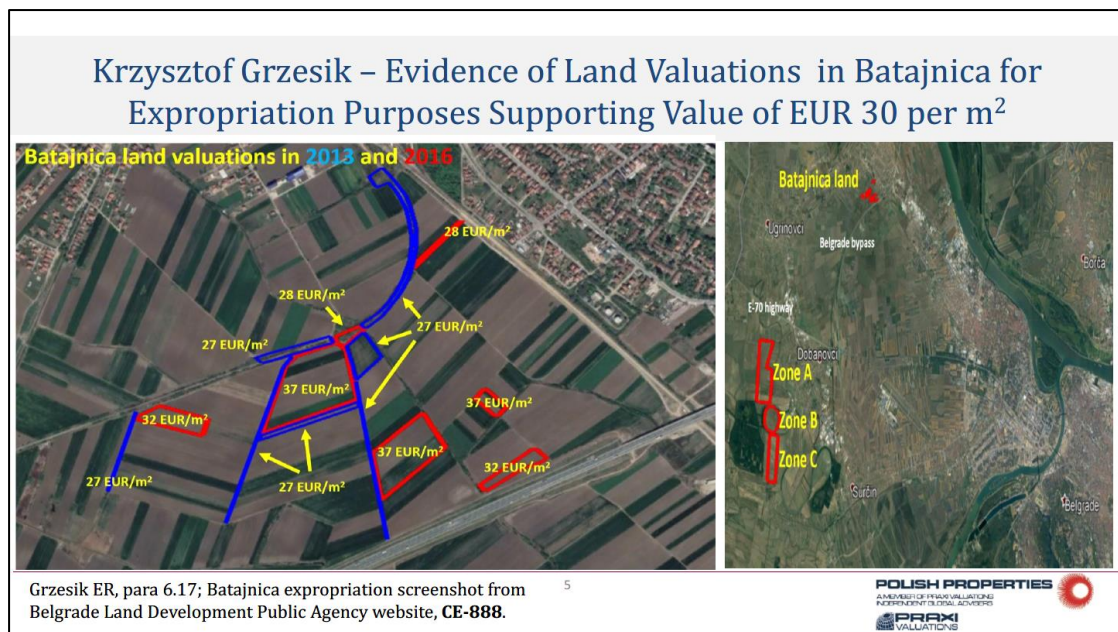 Krzysztof Grzesik – Evidence of Land Valuations in Batajnica for
Expropriation Purposes Supporting Value of EUR 30 per m²
Batajnica land valuations in 2013 and 2016
28 EUR/m²
28 EUR/m²
27 EUR/m²
27 EUR/m²
37 EUR/m²
32 EUR/m²
37 EUR/m²
37 EUR/m²
32 EUR/m²
27 EUR/m²
27 EUR/m²
Batajnica land
Ugrinovci
Belgrade bypass
Borča
E-70 highway
Dobanovci
Zone A
Zone B
Zone C
Surčin
Belgrade
Grzesik ER, para 6.17; Batajnica expropriation screenshot from
Belgrade Land Development Public Agency website, CE-888.
5
POLISH PROPERTIES
A MEMBER OF PRAXI VALUATIONS
INDEPENDENT GLOBAL ADVISERS
PRAXI
VALUATIONS